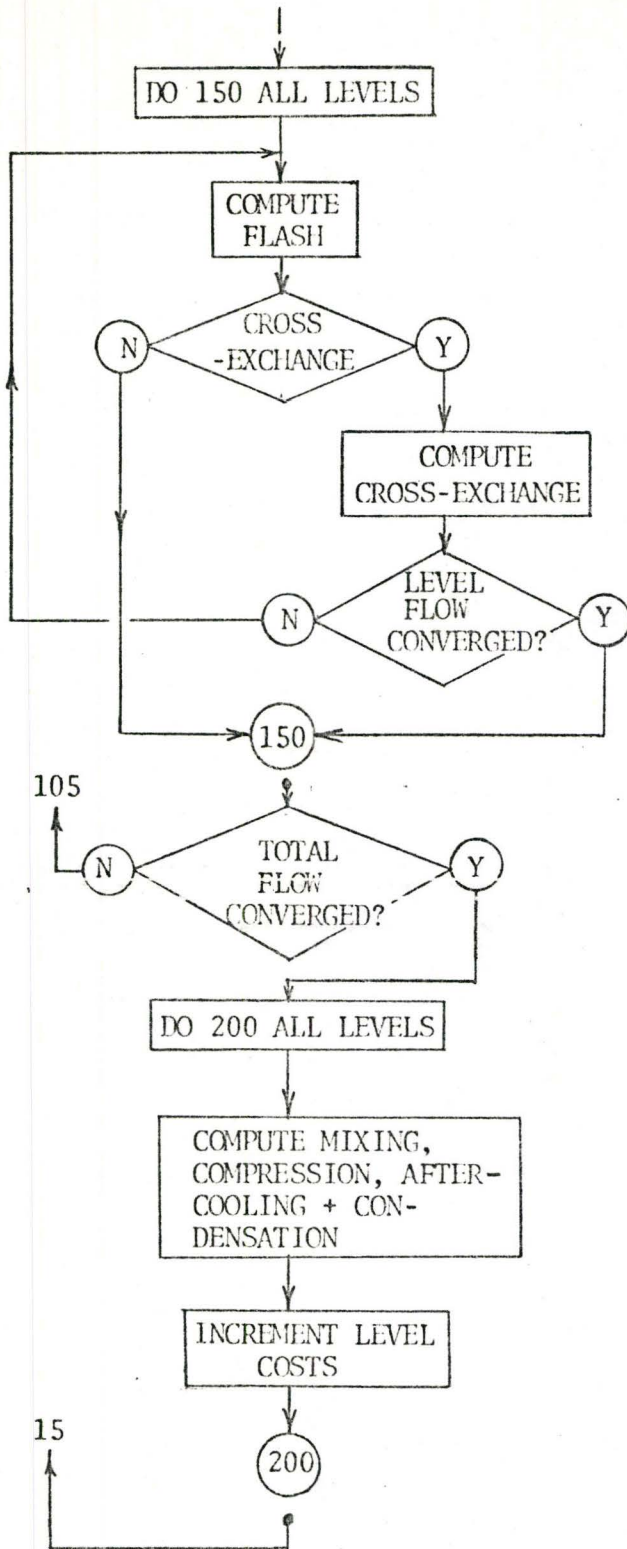 DO 150 ALL LEVELS
COMPUTE
FLASH
N
CROSS
-EXCHANGE
Y
COMPUTE
CROSS-EXCHANGE
N
LEVEL
FLOW
CONVERGED?
Y
150
105
N
TOTAL
FLOW
CONVERGED?
Y
DO 200 ALL LEVELS
COMPUTE MIXING,
COMPRESSION, AFTER-
COOLING + CON-
DENSATION
INCREMENT LEVEL
COSTS
15
200